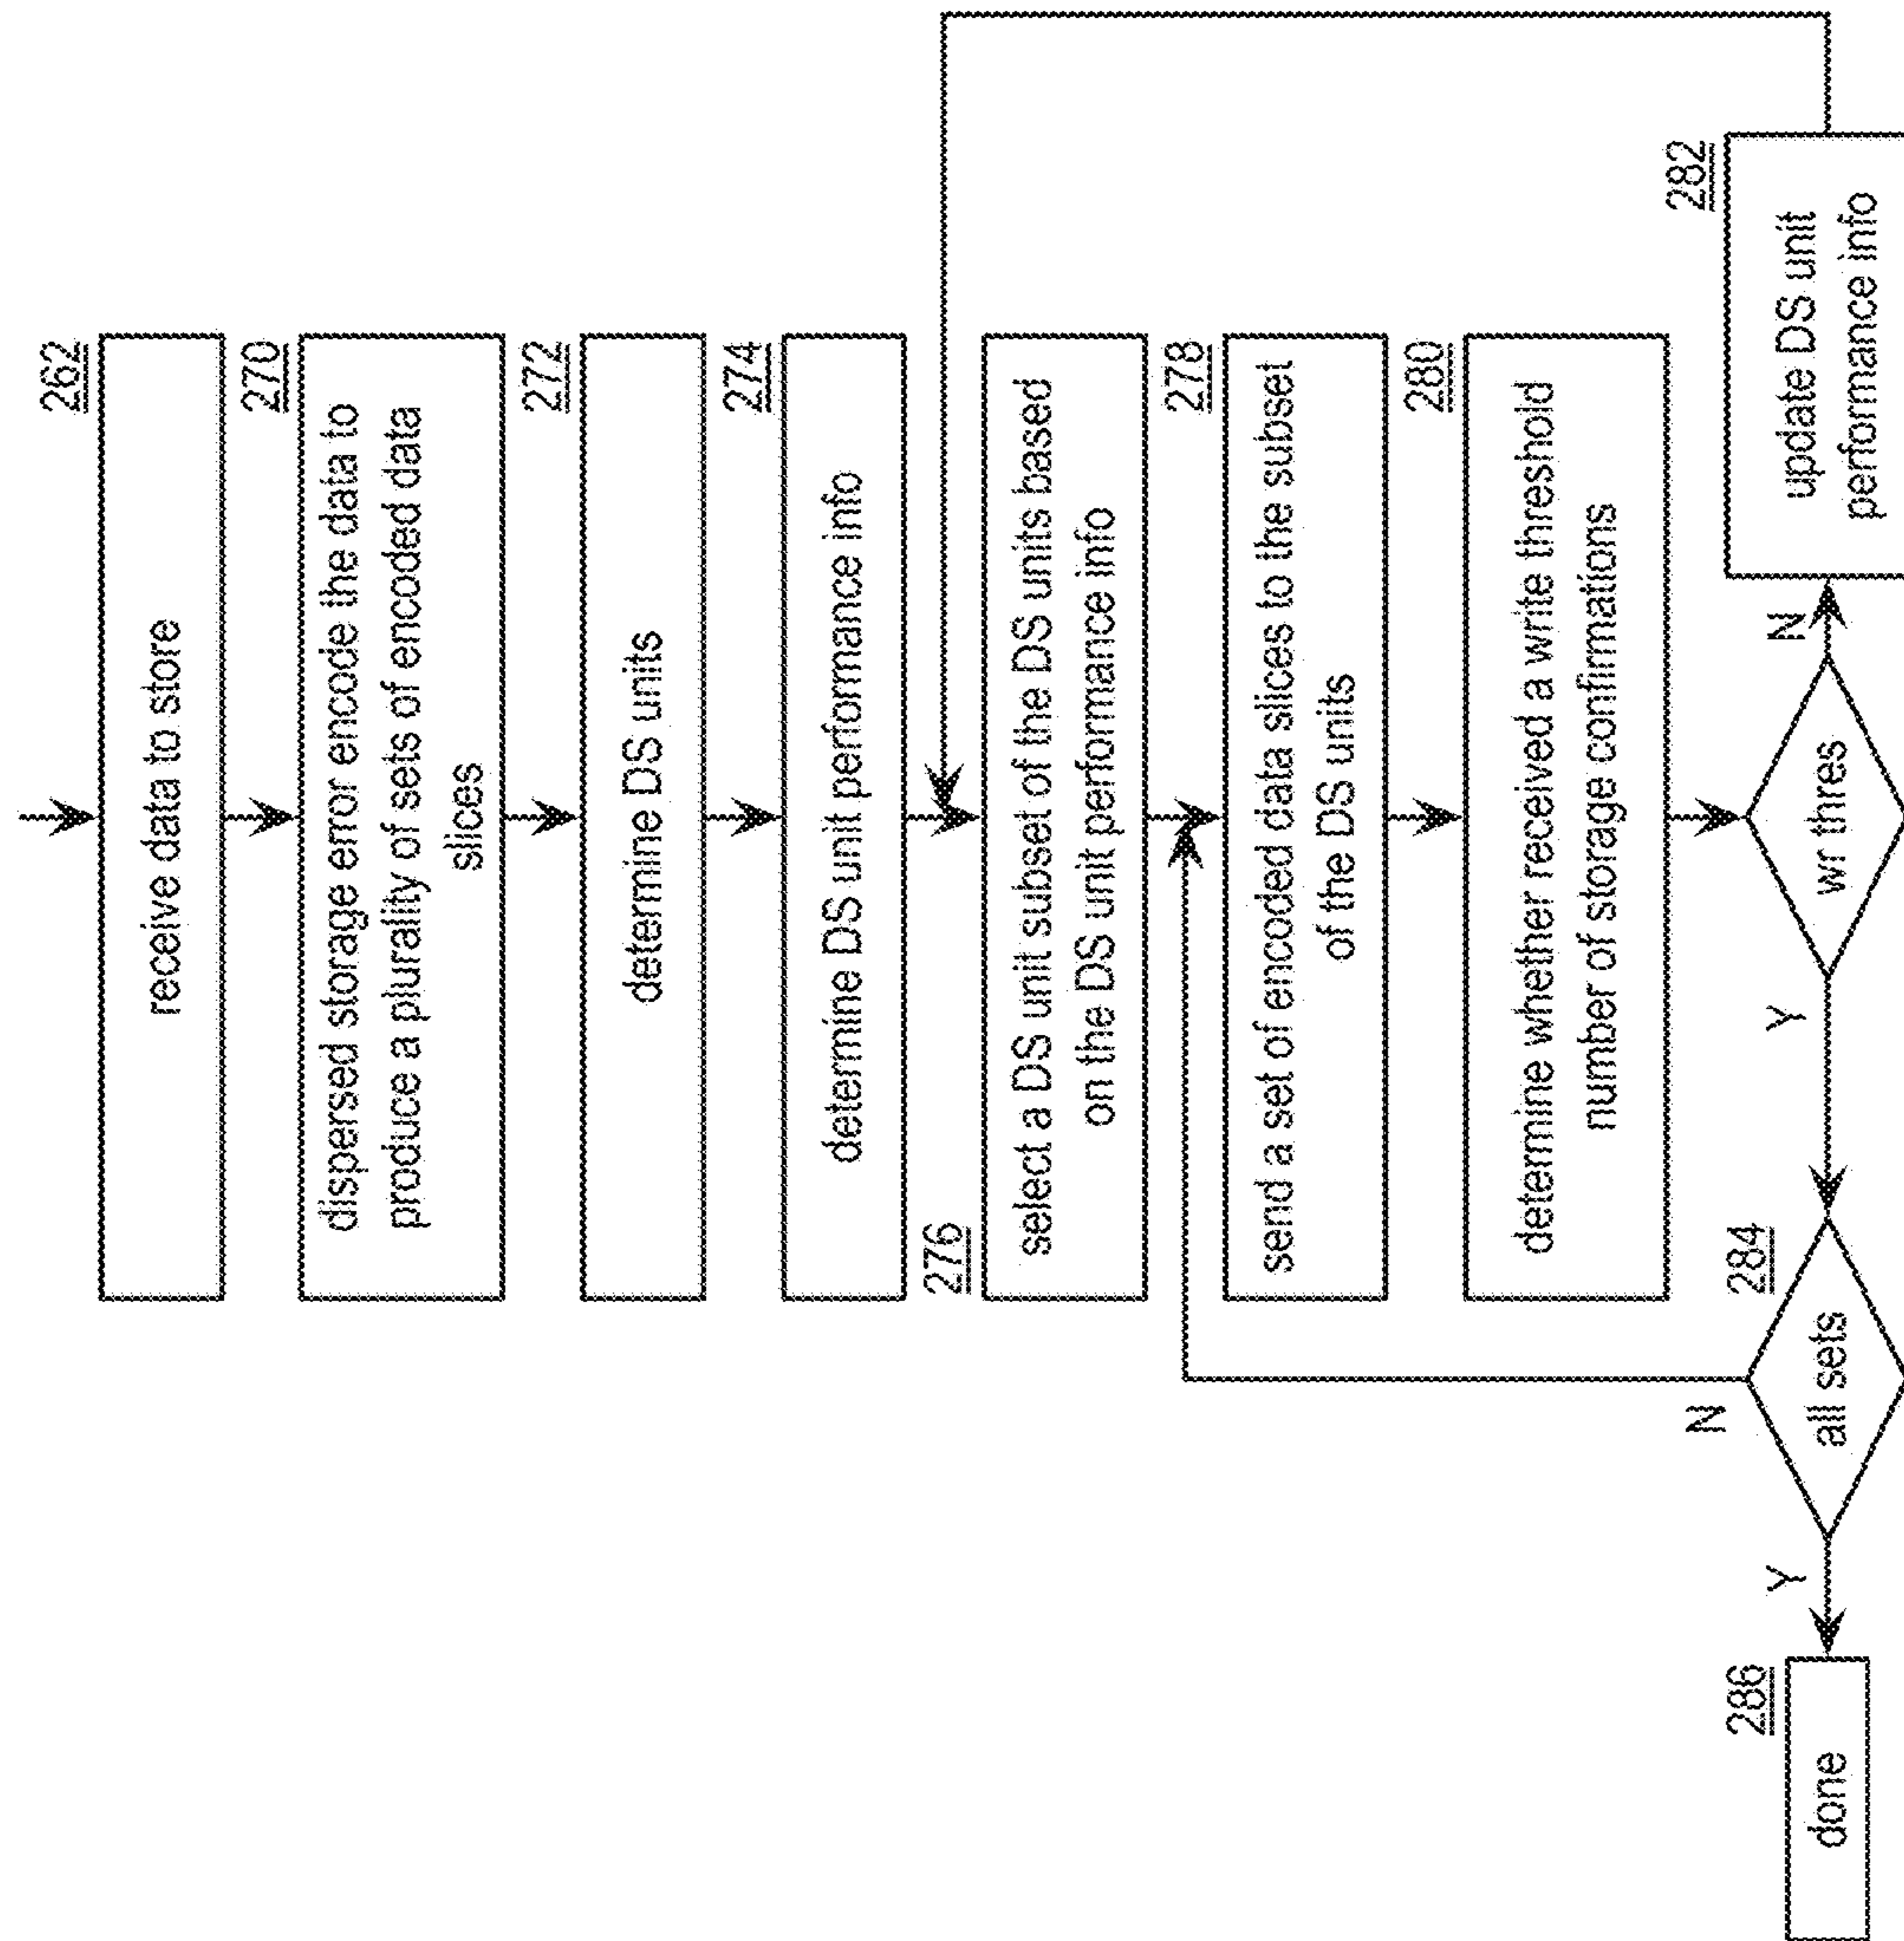 262
receive data to store
270
dispersed storage error encode the data to
produce a plurality of sets of encoded data
slices
272
determine DS units
274
determine DS unit performance info
276
select a DS unit subset of the DS units based
on the DS unit performance info
278
send a set of encoded data slices to the subset
of the DS units
280
determine whether received a write threshold
number of storage confirmations
wr thres
N
282
update DS unit
performance info
Y
284
all sets
N
Y
286
done